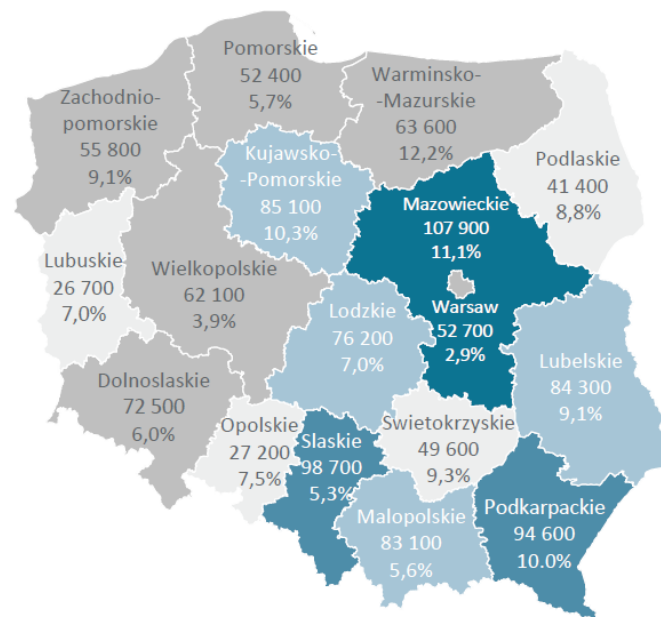 Pomorskie
52 400
5,7%
Warminsko-
-Mazurskie
63 600
12,2%
Zachodnio-
pomorskie
55 800
9,1%
Kujawsko-
-Pomorskie
85 100
10,3%
Podlaskie
41 400
8,8%
Mazowieckie
107 900
11,1%
Lubuskie
26 700
7,0%
Wielkopolskie
62 100
3,9%
Warsaw
52 700
2,9%
Lodzkie
76 200
7,0%
Lubelskie
84 300
9,1%
Dolnoslaskie
72 500
6,0%
Opolskie
27 200
7,5%
Slaskie
98 700
5,3%
Swietokrzyskie
49 600
9,3%
Malopolskie
83 100
5,6%
Podkarpackie
94 600
10.0%